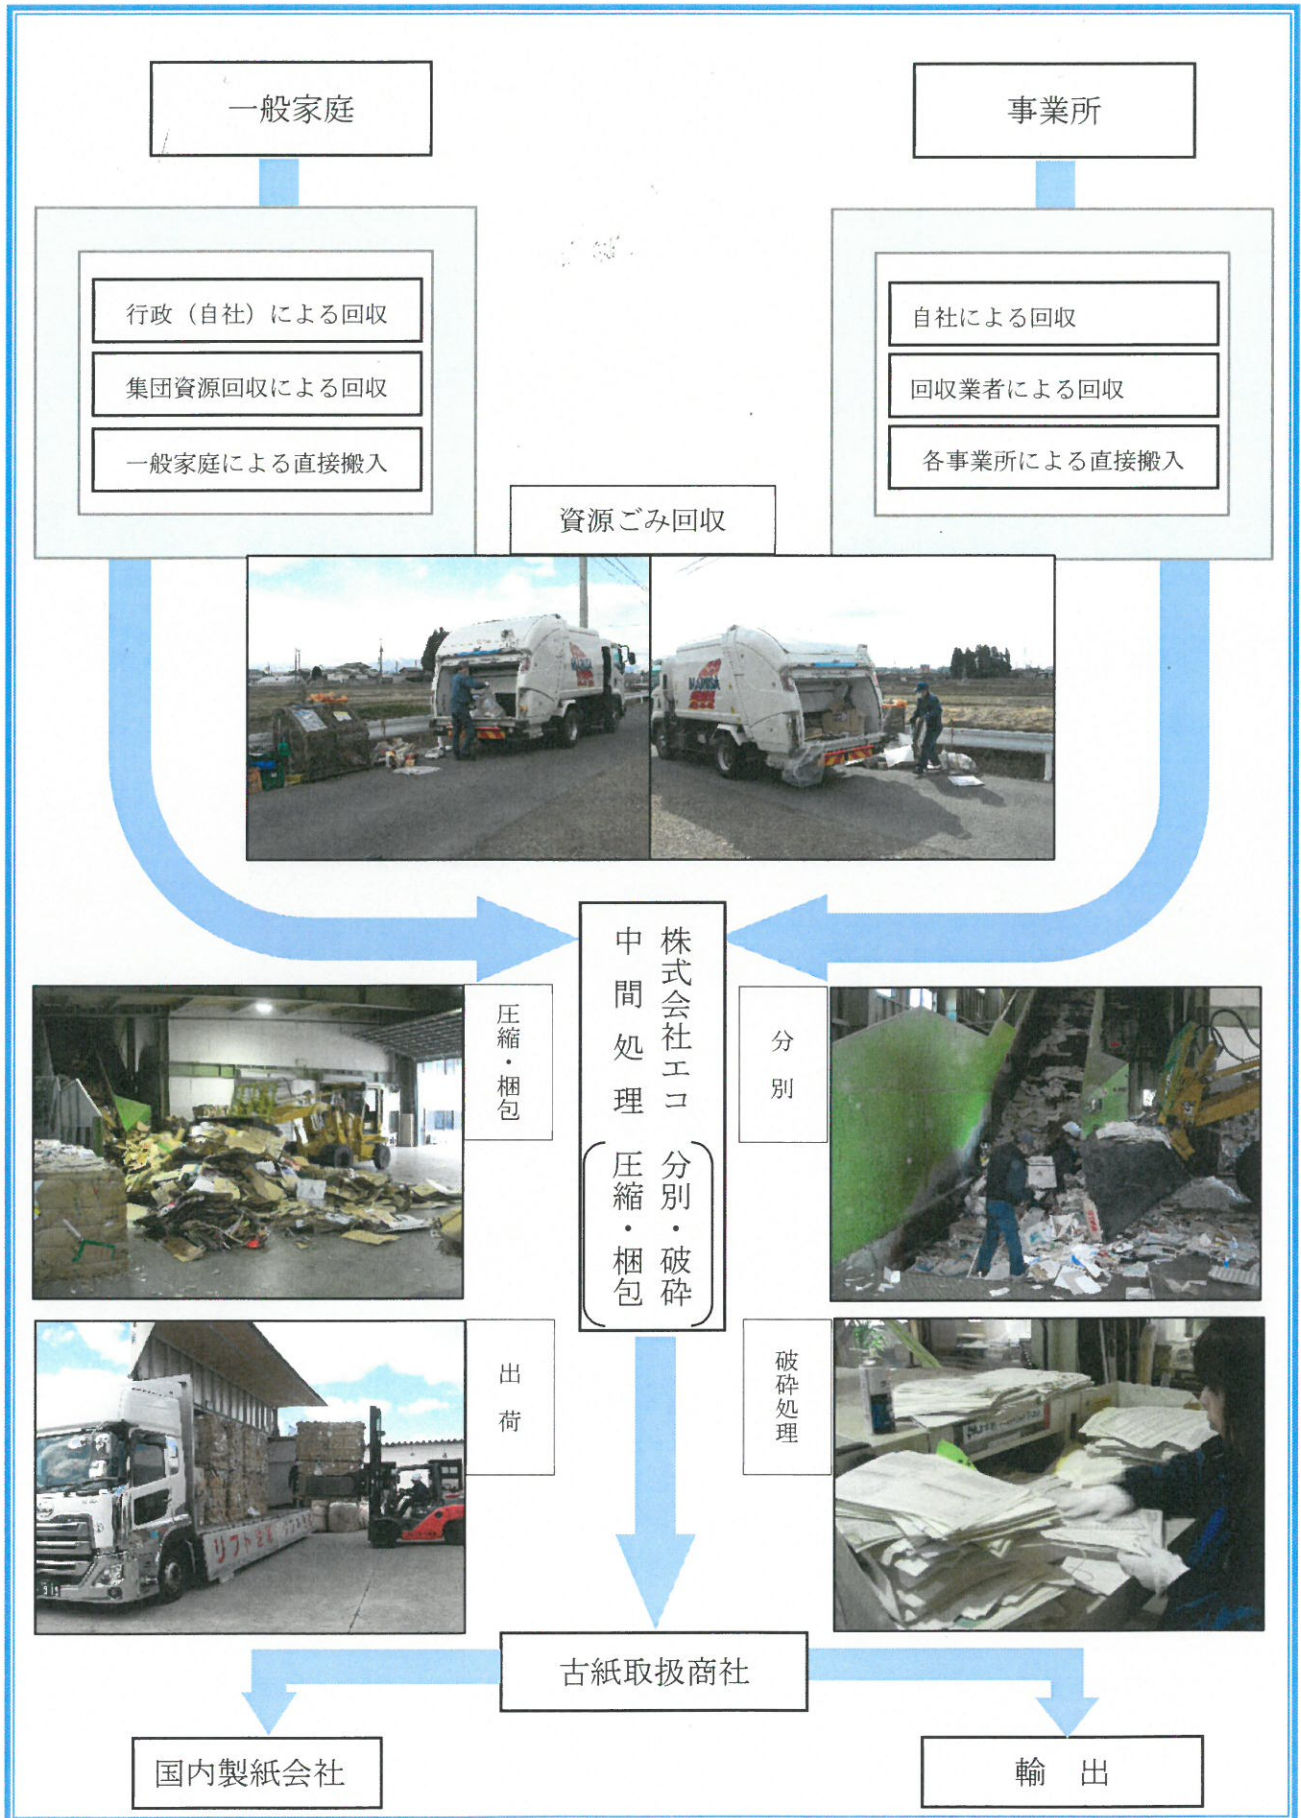 一般家庭
事業所
行政（自社）による回収
集団資源回収による回収
一般家庭による直接搬入
自社による回収
回収業者による回収
各事業所による直接搬入
資源ごみ回収
株式会社エコ
中間処理
分別・破砕
圧縮・梱包
圧縮・梱包
分別
出荷
リフト
破砕処理
古紙取扱商社
国内製紙会社
輸出